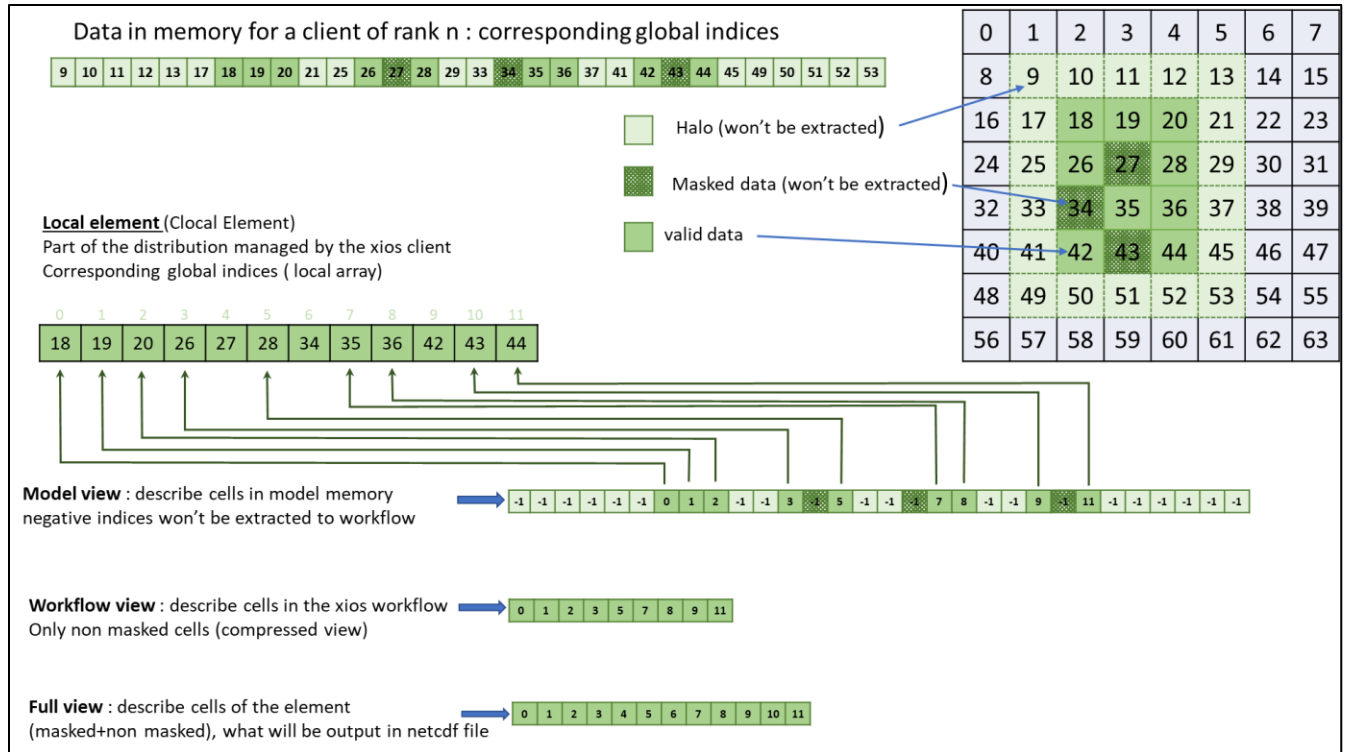 Data in memory for a client of rank n : corresponding global indices
9 10 11 12 13 17 18 19 20 21 25 26 27 28 29 33 34 35 36 37 41 42 43 44 45 49 50 51 52 53
0 1 2 3 4 5 6 7
8 9 10 11 12 13 14 15
16 17 18 19 20 21 22 23
24 25 26 27 28 29 30 31
32 33 34 35 36 37 38 39
40 41 42 43 44 45 46 47
48 49 50 51 52 53 54 55
56 57 58 59 60 61 62 63
Halo (won't be extracted)
Masked data (won't be extracted)
valid data
Local element (Clocal Element)
Part of the distribution managed by the xios client
Corresponding global indices ( local array)
0 1 2 3 4 5 6 7 8 9 10 11
18 19 20 26 27 28 34 35 36 42 43 44
Model view : describe cells in model memory
negative indices won't be extracted to workflow
-1 -1 -1 -1 -1 -1 0 1 2 -1 -1 3 -1 5 -1 -1 -1 7 8 -1 -1 9 -1 11 -1 -1 -1 -1 -1 -1
Workflow view : describe cells in the xios workflow
Only non masked cells (compressed view)
0 1 2 3 5 7 8 9 11
Full view : describe cells of the element
(masked+non masked), what will be output in netcdf file
0 1 2 3 4 5 6 7 8 9 10 11